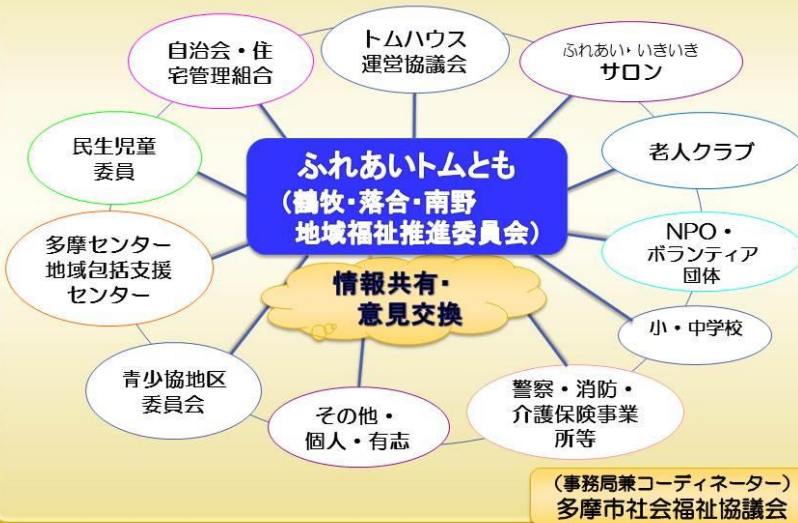 自治会・住
宅管理組合
トムハウス
運営協議会
ふれあい・いきいき
サロン
民生児童
委員
老人クラブ
ふれあいトムとも
(鶴牧・落合・南野
地域福祉推進委員会)
多摩センター
地域包括支援
センター
NPO・
ボランティア
団体
情報共有・
意見交換
小・中学校
青少協地区
委員会
その他・
個人・有志
警察・消防・
介護保険事業
所等
(事務局兼コーディネーター)
多摩市社会福祉協議会